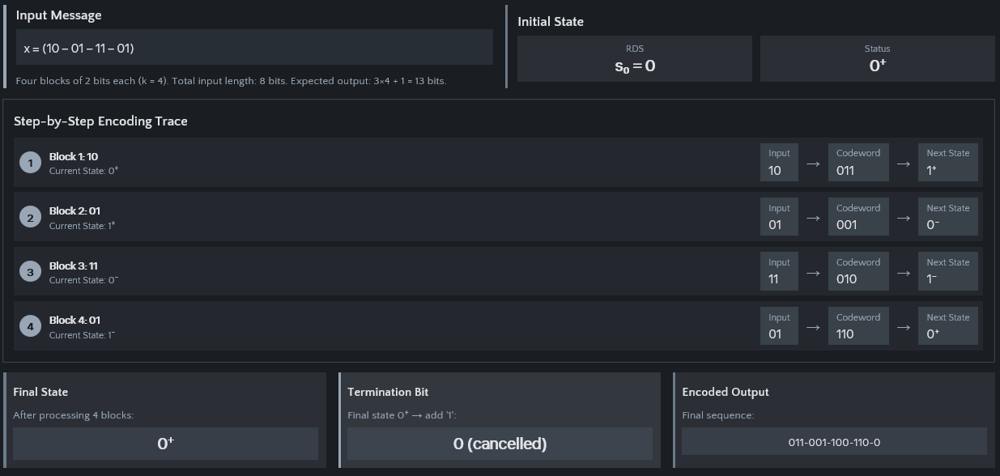 Input Message
x = (10 – 01 – 11 – 01)
Four blocks of 2 bits each (k = 4). Total input length: 8 bits. Expected output: 3×4 + 1 = 13 bits.
Initial State
RDS
s₀ = 0
Status
0⁺
Step-by-Step Encoding Trace
1
Block 1: 10
Current State: 0⁺
Input
10
→
Codeword
011
→
Next State
1⁺
2
Block 2: 01
Current State: 1⁺
Input
01
→
Codeword
001
→
Next State
0⁻
3
Block 3: 11
Current State: 0⁻
Input
11
→
Codeword
010
→
Next State
1⁻
4
Block 4: 01
Current State: 1⁻
Input
01
→
Codeword
110
→
Next State
0⁺
Final State
After processing 4 blocks:
0⁺
Termination Bit
Final state 0⁺ → add '1':
0 (cancelled)
Encoded Output
Final sequence:
011-001-100-110-0